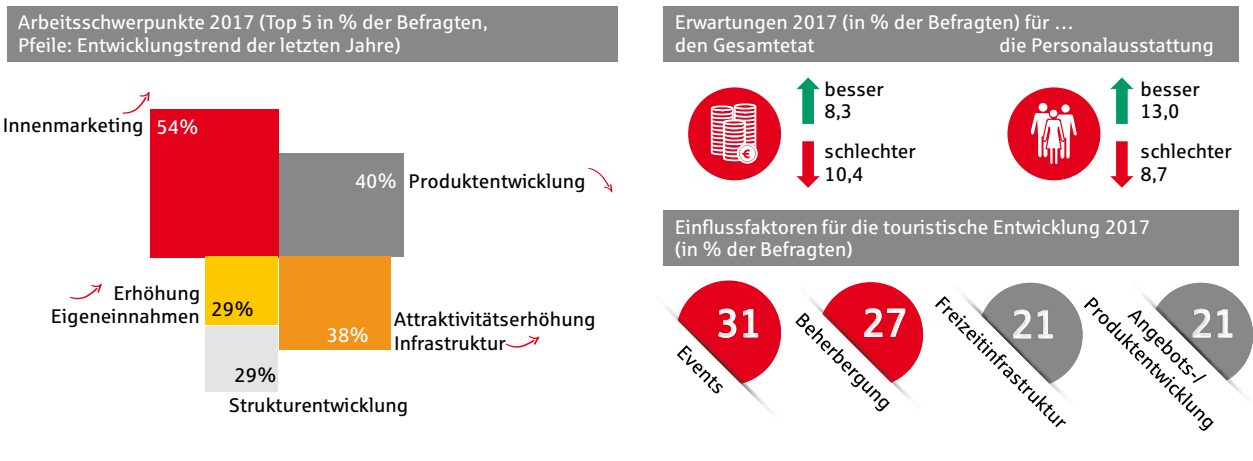 Arbeitsschwerpunkte 2017 (Top 5 in % der Befragten,
Pfeile: Entwicklungstrend der letzten Jahre)
Innenmarketing
54%
40%
Produktentwicklung
Erhöhung
Eigeneinnahmen
29%
38%
Attraktivitätserhöhung
Infrastruktur
29%
Strukturentwicklung
Erwartungen 2017 (in % der Befragten) für …
den Gesamtetat
die Personalausstattung
besser
8,3
schlechter
10,4
€
besser
13,0
schlechter
8,7
Einflussfaktoren für die touristische Entwicklung 2017
(in % der Befragten)
31
Events
27
Beherbergung
21
Freizeitinfrastruktur
21
Angebots-/
Produktentwicklung